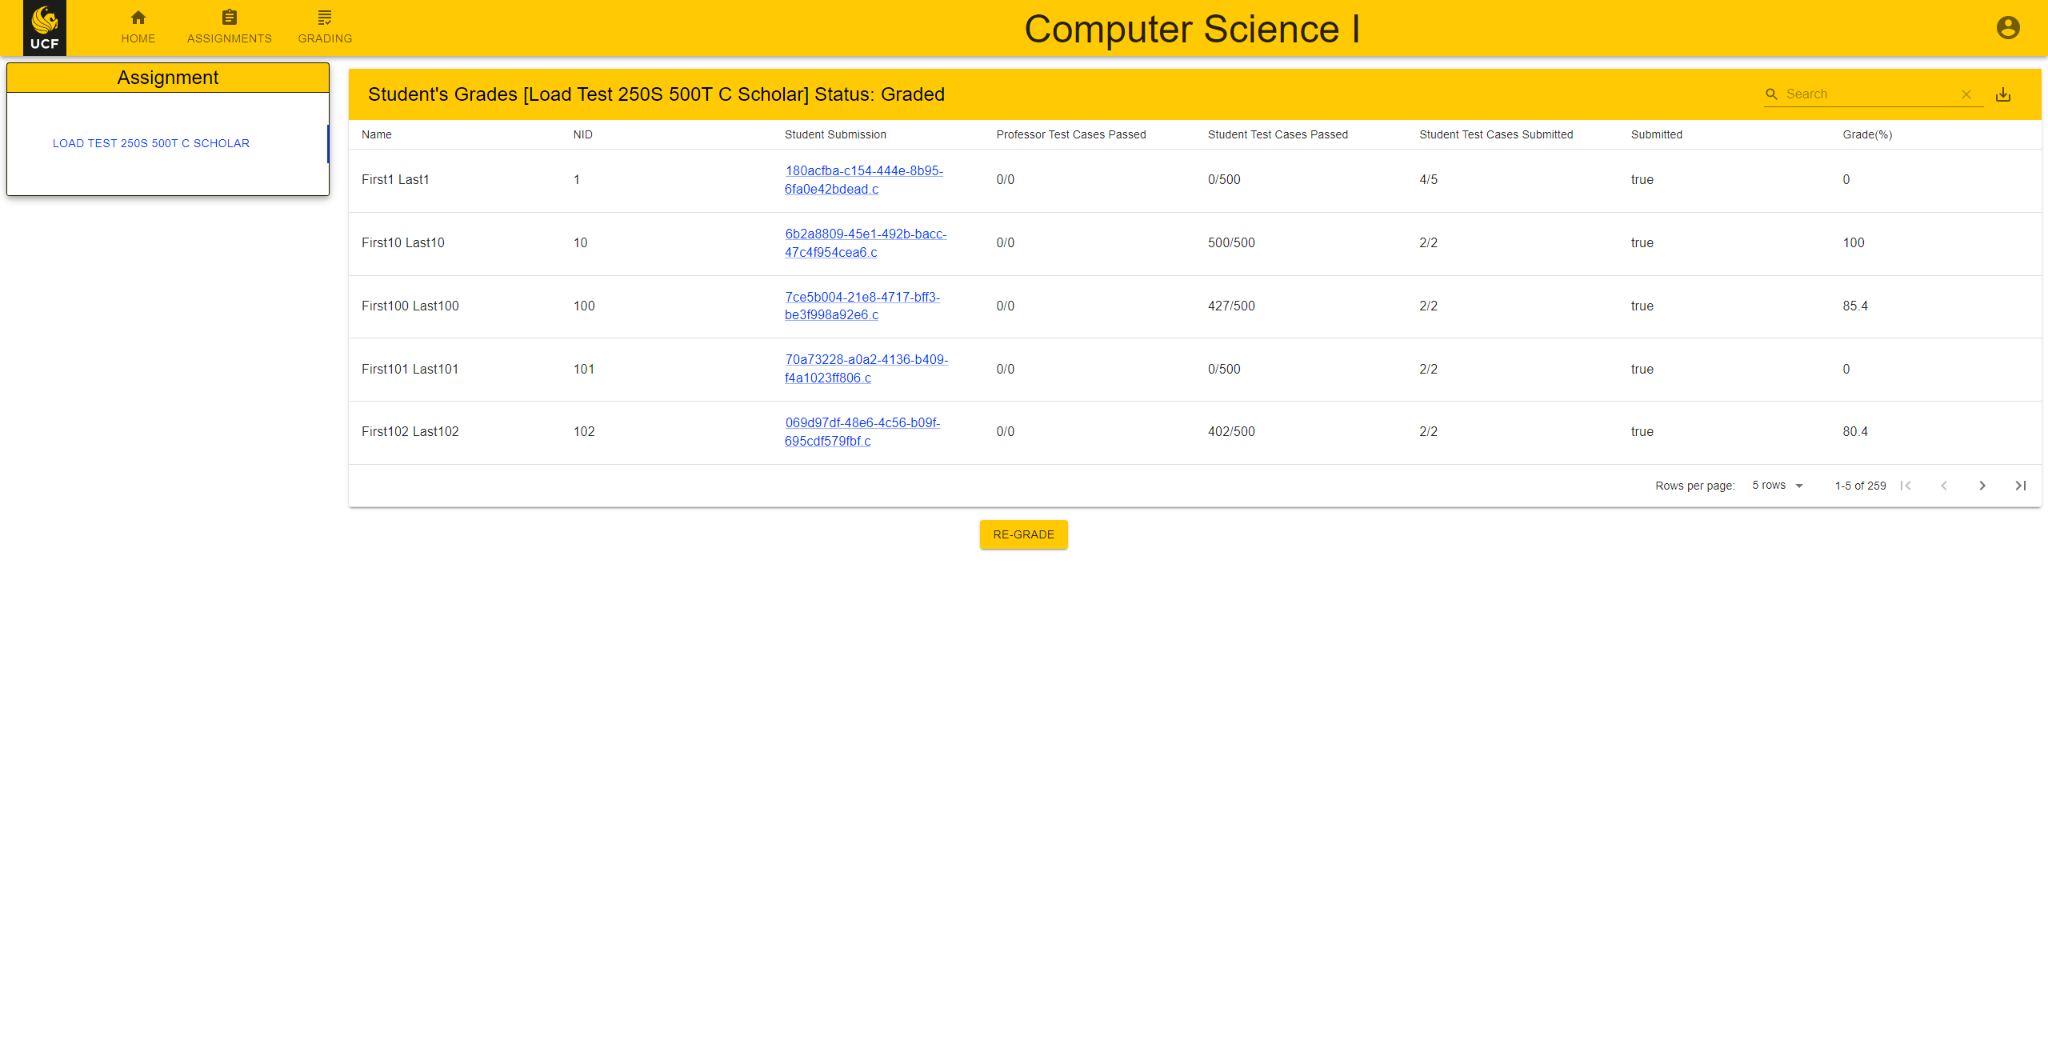 UCF
HOME
ASSIGNMENTS
GRADING
Computer Science I
Assignment
LOAD TEST 250S 500T C SCHOLAR
Student's Grades [Load Test 250S 500T C Scholar] Status: Graded
Search
Name NID Student Submission Professor Test Cases Passed Student Test Cases Passed Student Test Cases Submitted Submitted Grade(%)
First1 Last1 1 180acfba-c154-444e-8b95-
6fa0e42bdead.c 0/0 0/500 4/5 true 0
First10 Last10 10 6b2a8809-45e1-492b-bacc-
47c4f954cea6.c 0/0 500/500 2/2 true 100
First100 Last100 100 7ce5b004-21e8-4717-bff3-
be3f998a92e6.c 0/0 427/500 2/2 true 85.4
First101 Last101 101 70a73228-a0a2-4136-b409-
f4a1023ff806.c 0/0 0/500 2/2 true 0
First102 Last102 102 069d97df-48e6-4c56-b09f-
695cdf579fbf.c 0/0 402/500 2/2 true 80.4
Rows per page: 5 rows 1-5 of 259
RE-GRADE